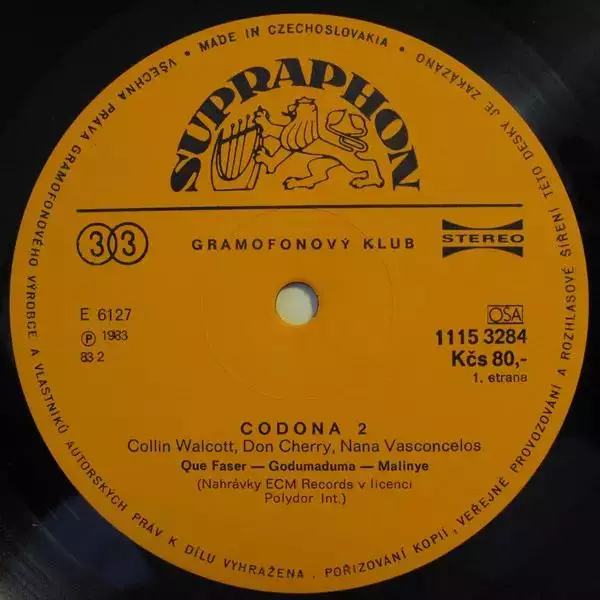 VŠECHNA PRÁVA GRAMOFONOVÉHO VÝROBCE A VLASTNÍKŮ AUTORSKÝCH PRÁV K DÍLU VYHRAŽENA. POŘIZOVÁNÍ KOPIÍ, VEŘEJNÉ PROVOZOVÁNÍ A ROZHLASOVÉ ŠÍŘENÍ TÉTO DESKY JE ZAKÁZÁNO • MADE IN CZECHOSLOVAKIA •
SUPRAPHON
33
GRAMOFONOVÝ KLUB
STEREO
E 6127
Ⓟ 1983
83 2
OSA
1115 3284
Kčs 80,-
1. strana
CODONA 2
Collin Walcott, Don Cherry, Nana Vasconcelos
Que Faser — Godumaduma — Malinye
(Nahrávky ECM Records v licenci
Polydor Int.)